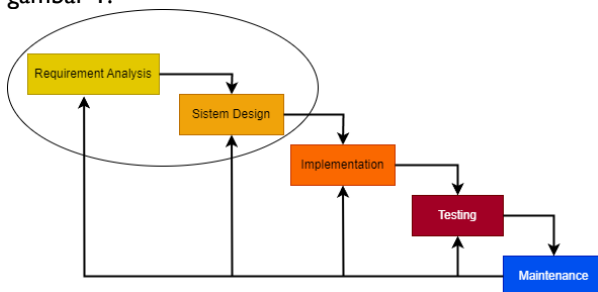 gambar 1.
Requirement Analysis
Sistem Design
Implementation
Testing
Maintenance